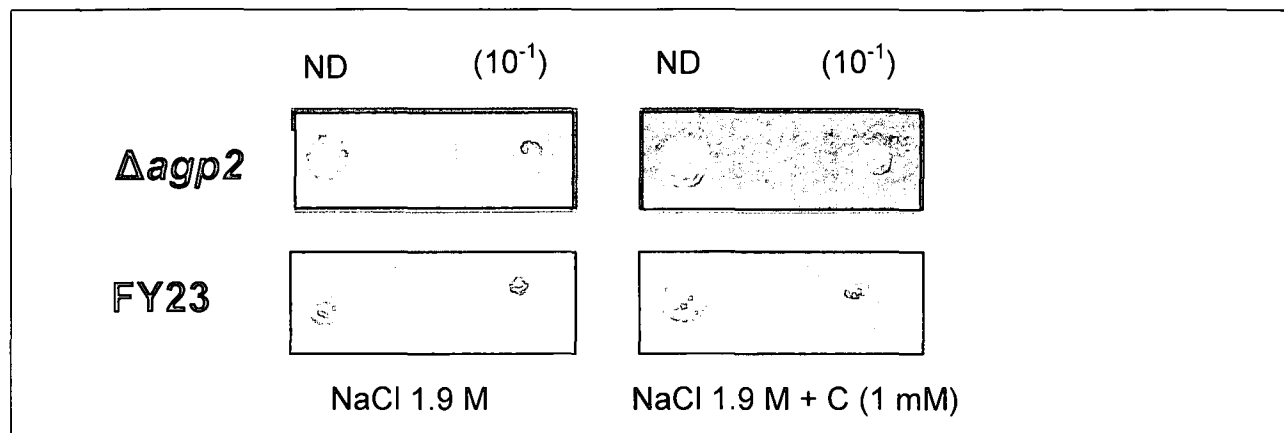 ND (10⁻¹) ND (10⁻¹)
Δagp2
FY23
NaCl 1.9 M NaCl 1.9 M + C (1 mM)